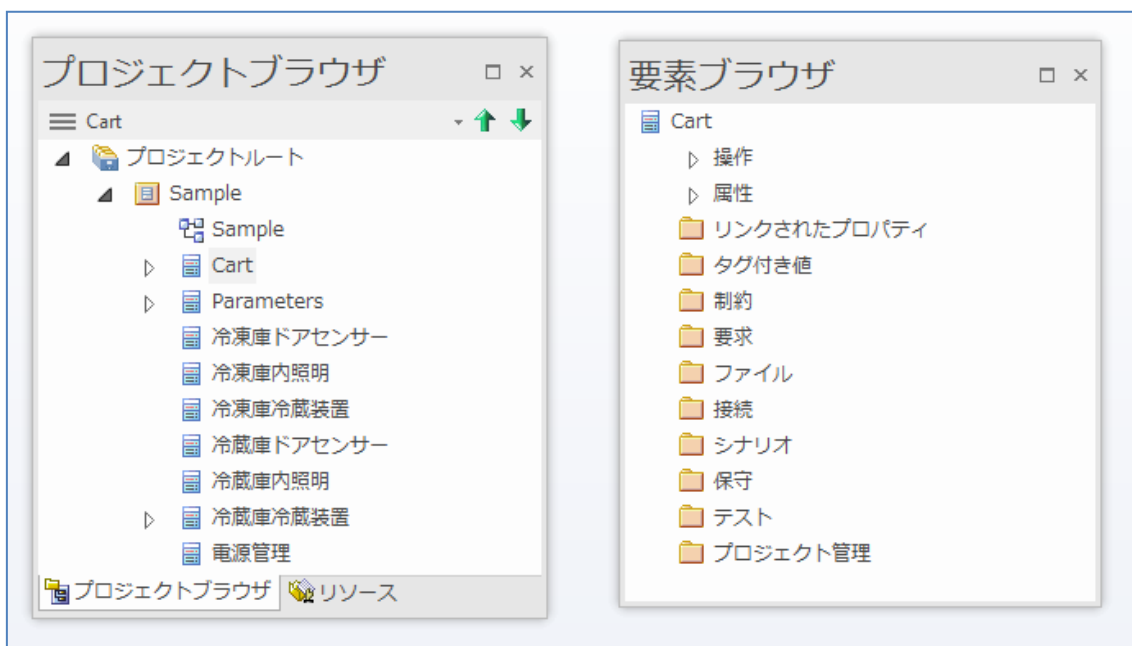 プロジェクトブラウザ
Cart
プロジェクトルート
Sample
Sample
Cart
Parameters
冷凍庫ドアセンサー
冷凍庫内照明
冷凍庫冷蔵装置
冷蔵庫ドアセンサー
冷蔵庫内照明
冷蔵庫冷蔵装置
電源管理
プロジェクトブラウザ リソース
要素ブラウザ
Cart
操作
属性
リンクされたプロパティ
タグ付き値
制約
要求
ファイル
接続
シナリオ
保守
テスト
プロジェクト管理